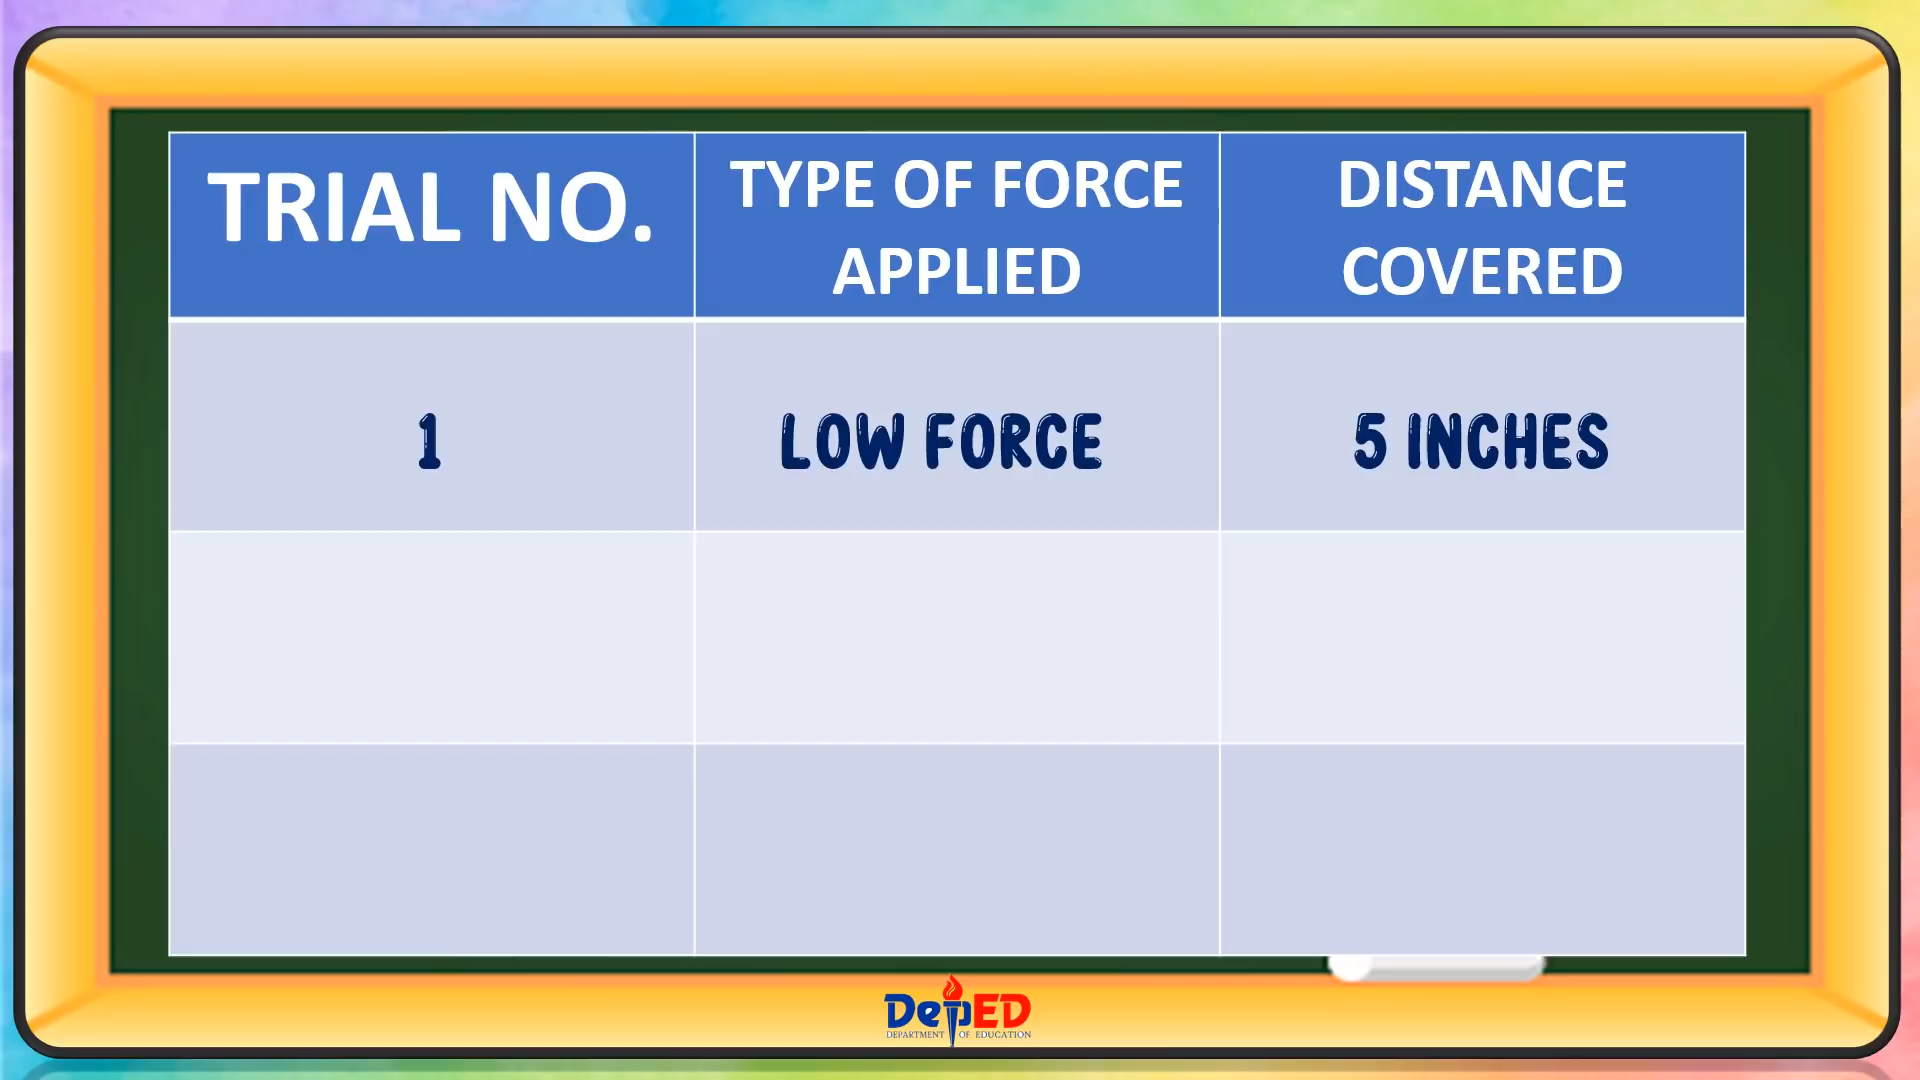 TRIAL NO.
TYPE OF FORCE
APPLIED
DISTANCE
COVERED
1
LOW FORCE
5 INCHES
DepED
DEPARTMENT OF EDUCATION